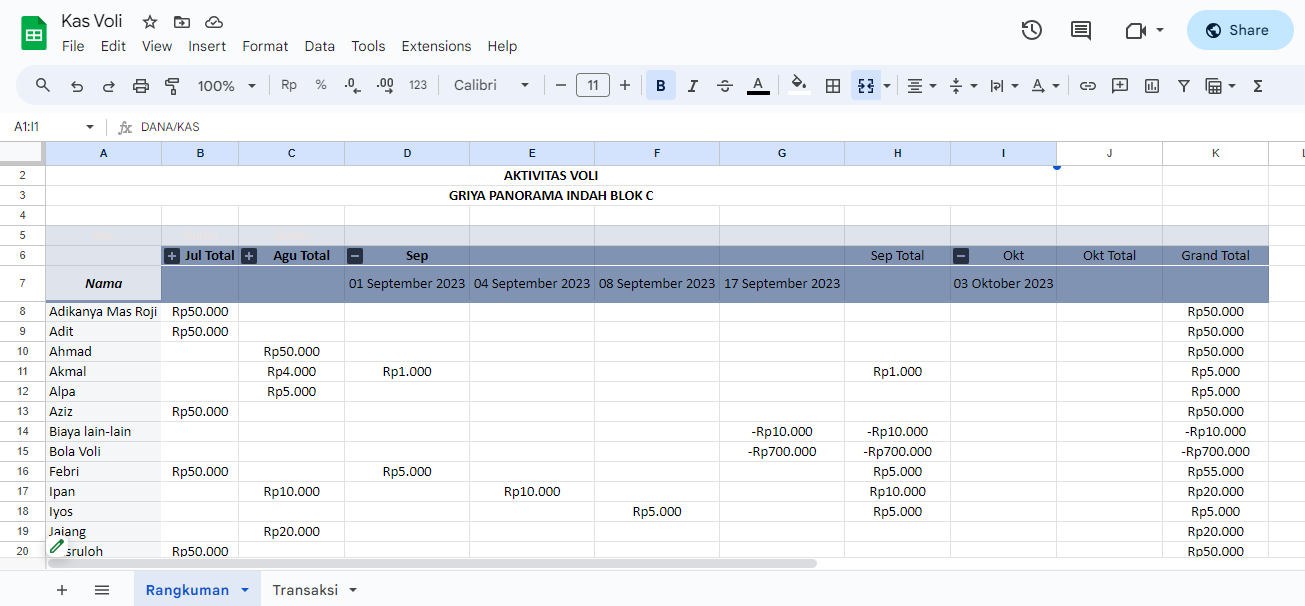 Kas Voli
File Edit View Insert Format Data Tools Extensions Help
Share
100% Rp % .0 .00 123 Calibri 11 B I A A Σ
A1:I1 fx DANA/KAS
A B C D E F G H I J K
2 AKTIVITAS VOLI
3 GRIYA PANORAMA INDAH BLOK C
4
5
6 + Jul Total + Agu Total − Sep Sep Total − Okt Okt Total Grand Total
7 Nama 01 September 2023 04 September 2023 08 September 2023 17 September 2023 03 Oktober 2023
8 Adikanya Mas Roji Rp50.000 Rp50.000
9 Adit Rp50.000 Rp50.000
10 Ahmad Rp50.000 Rp50.000
11 Akmal Rp4.000 Rp1.000 Rp1.000 Rp5.000
12 Alpa Rp5.000 Rp5.000
13 Aziz Rp50.000 Rp50.000
14 Biaya lain-lain -Rp10.000 -Rp10.000 -Rp10.000
15 Bola Voli -Rp700.000 -Rp700.000 -Rp700.000
16 Febri Rp50.000 Rp5.000 Rp5.000 Rp55.000
17 Ipan Rp10.000 Rp10.000 Rp10.000 Rp20.000
18 Iyos Rp5.000 Rp5.000 Rp5.000
19 Jajang Rp20.000 Rp20.000
20 Rp50.000 Rp50.000
+ Rangkuman Transaksi